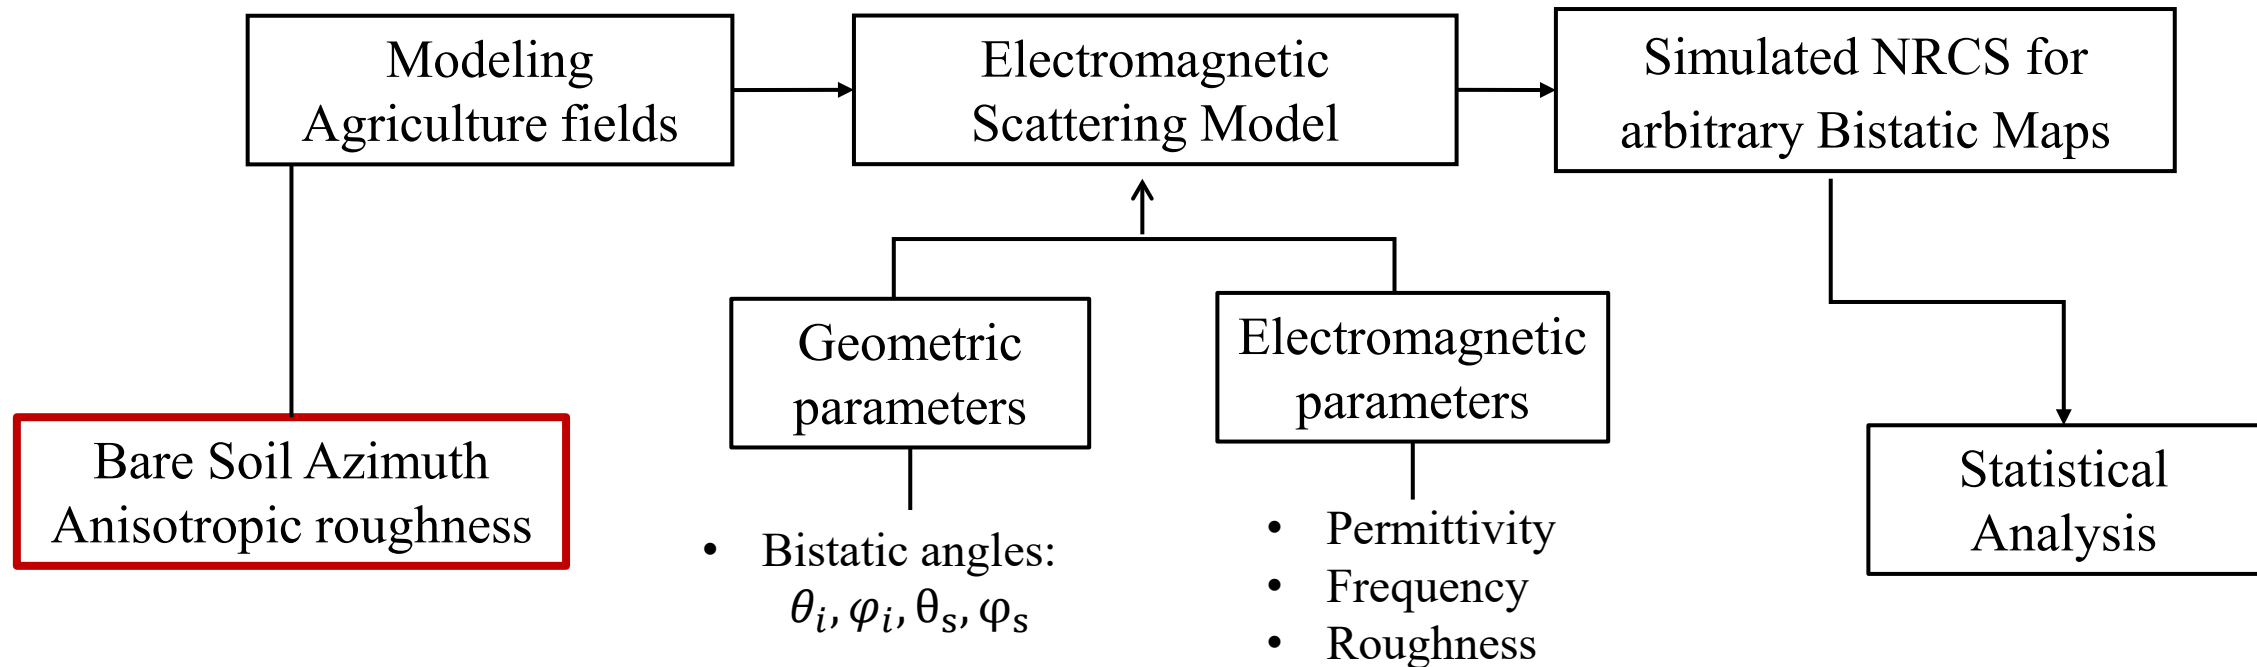 Modeling
Agriculture fields
Electromagnetic
Scattering Model
Simulated NRCS for
arbitrary Bistatic Maps
Geometric
parameters
Electromagnetic
parameters
Bare Soil Azimuth
Anisotropic roughness
• Bistatic angles:
θᵢ, φᵢ, θₛ, φₛ
• Permittivity
• Frequency
• Roughness
Statistical
Analysis